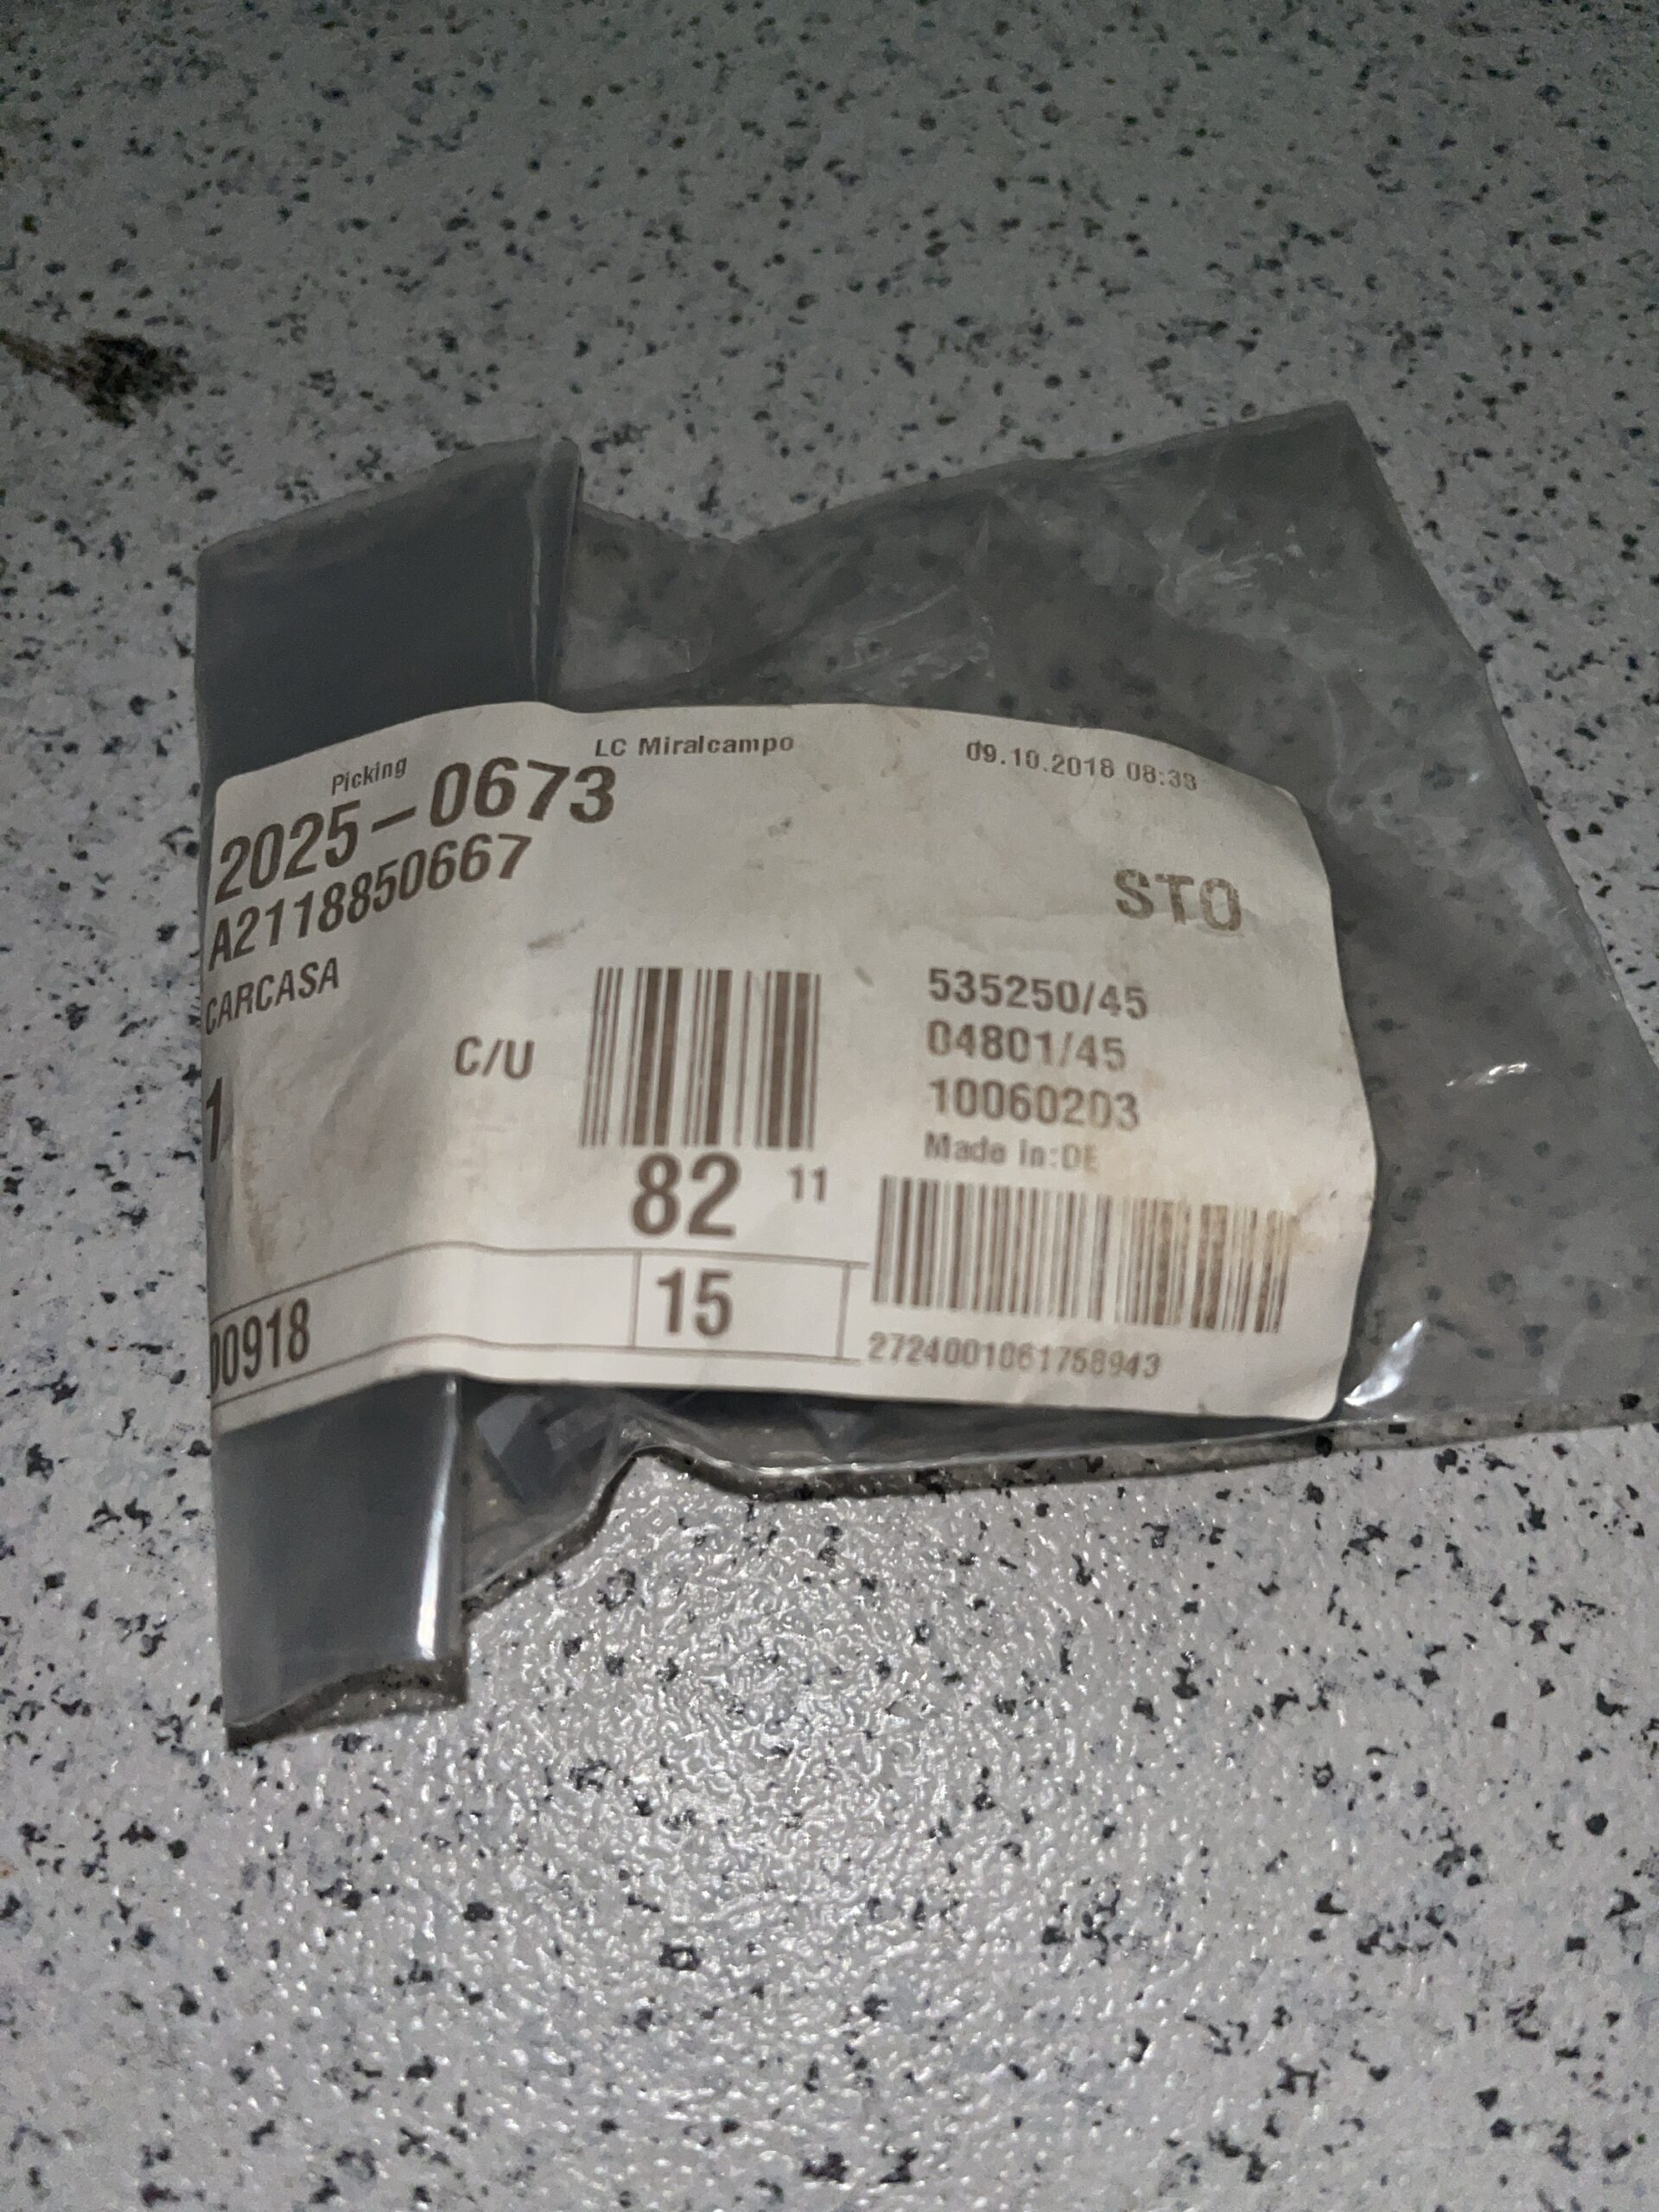 Picking
LC Miralcampo
09.10.2018 08:38
2025-0673
A2118850667
STO
CARCASA
535250/45
C/U
04801/45
1
10060203
Made in:DE
82 11
15
00918
2724001061758943